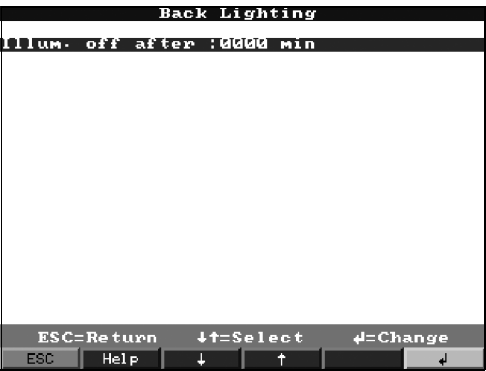 Back Lighting
Illum. off after :0000 min
ESC=Return ↓↑=Select ↲=Change
ESC Help ↓ ↑ ↲